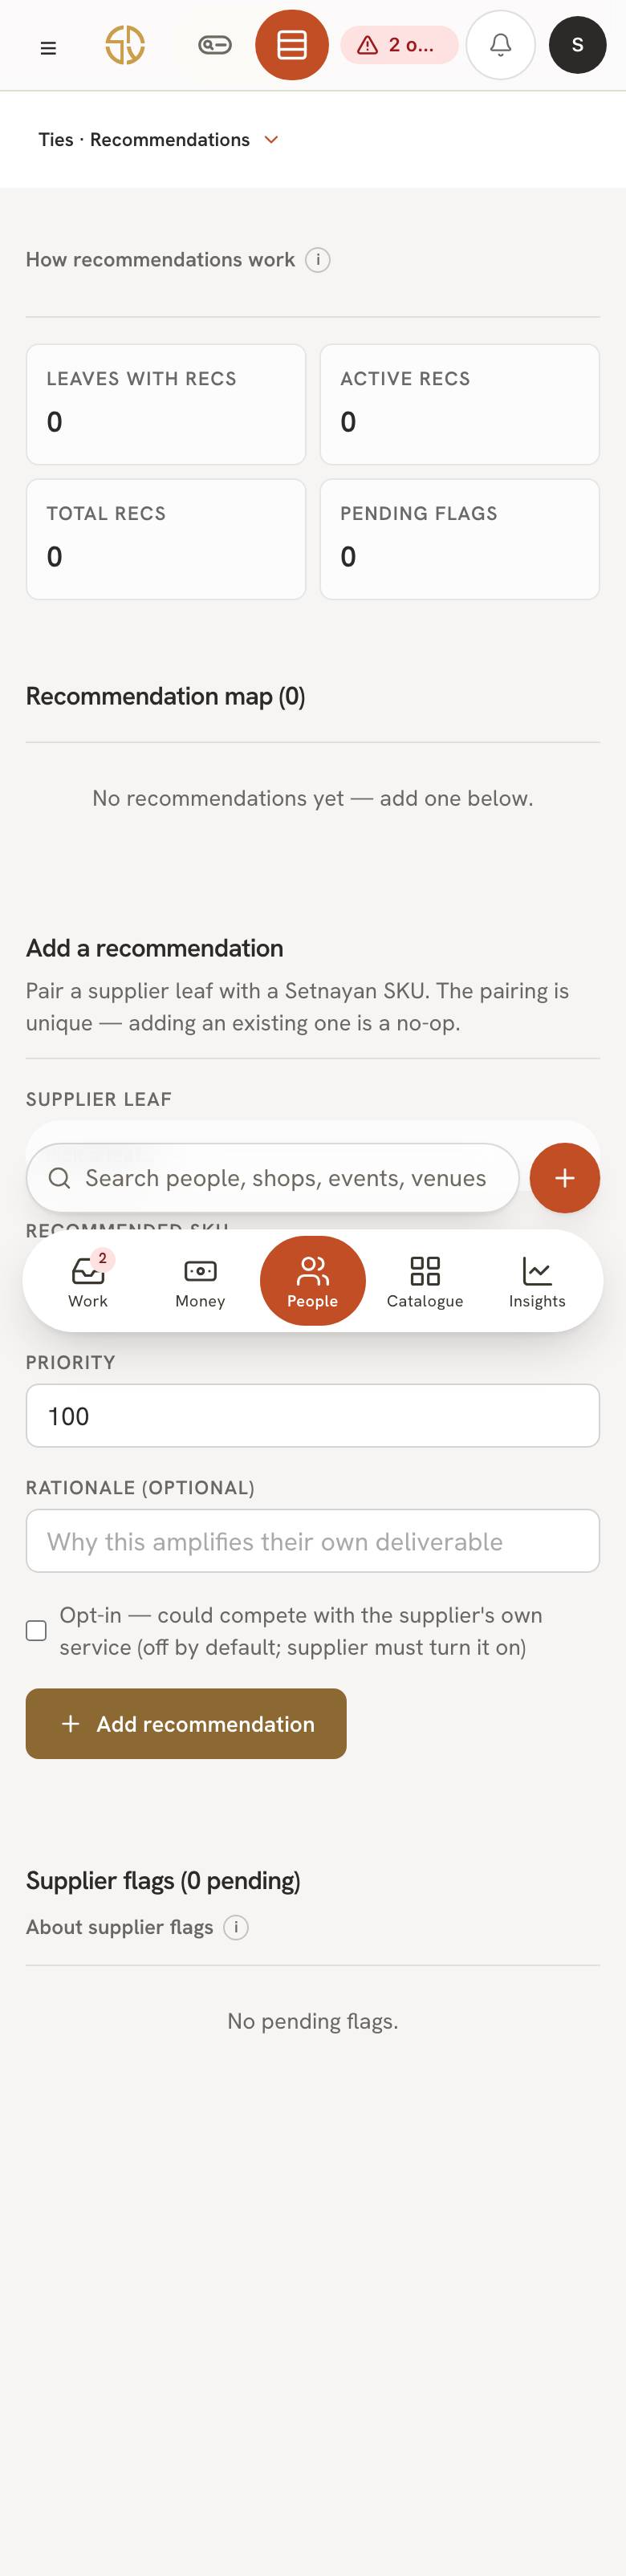 2 o...
S
Ties · Recommendations
How recommendations work
i
LEAVES WITH RECS
0
ACTIVE RECS
0
TOTAL RECS
0
PENDING FLAGS
0
Recommendation map (0)
No recommendations yet — add one below.
Add a recommendation
Pair a supplier leaf with a Setnayan SKU. The pairing is
unique — adding an existing one is a no-op.
SUPPLIER LEAF
Search people, shops, events, venues
RECOMMENDED SKU
2
Work
Money
People
Catalogue
Insights
PRIORITY
100
RATIONALE (OPTIONAL)
Why this amplifies their own deliverable
Opt-in — could compete with the supplier's own
service (off by default; supplier must turn it on)
Add recommendation
Supplier flags (0 pending)
About supplier flags
i
No pending flags.